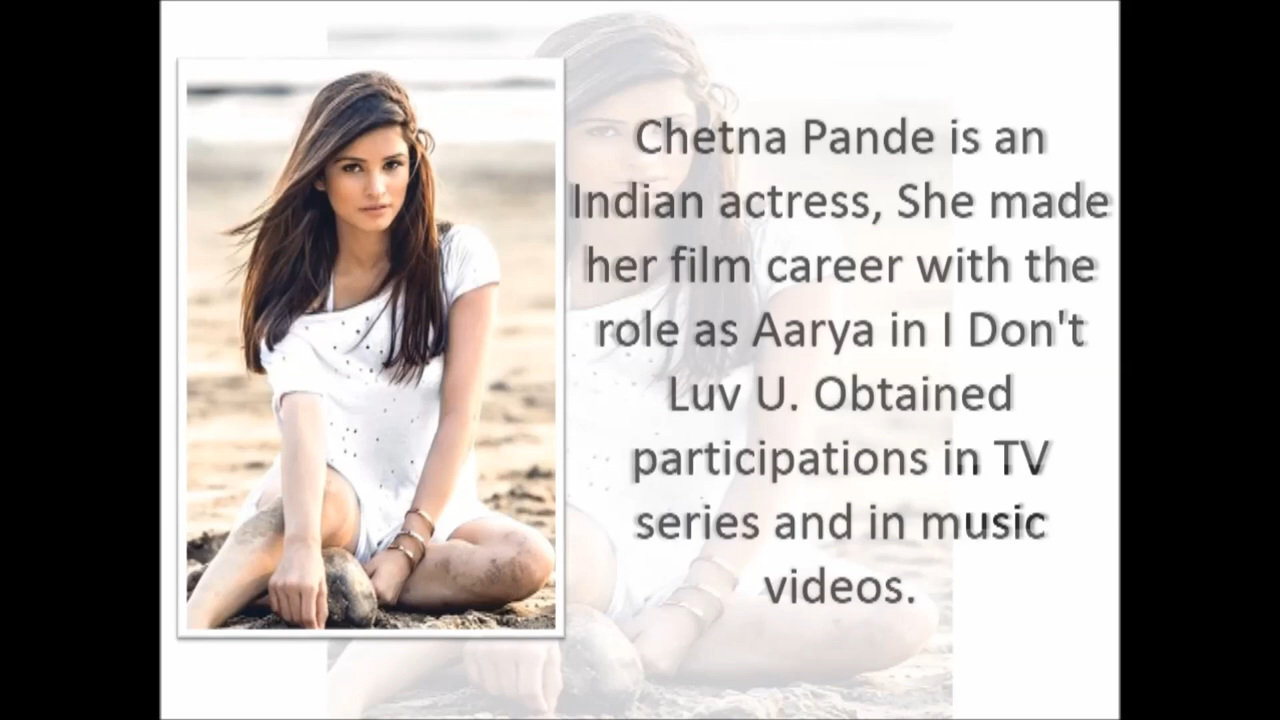 Chetna Pande is an
Indian actress, She made
her film career with the
role as Aarya in I Don't
Luv U. Obtained
participations in TV
series and in music
videos.